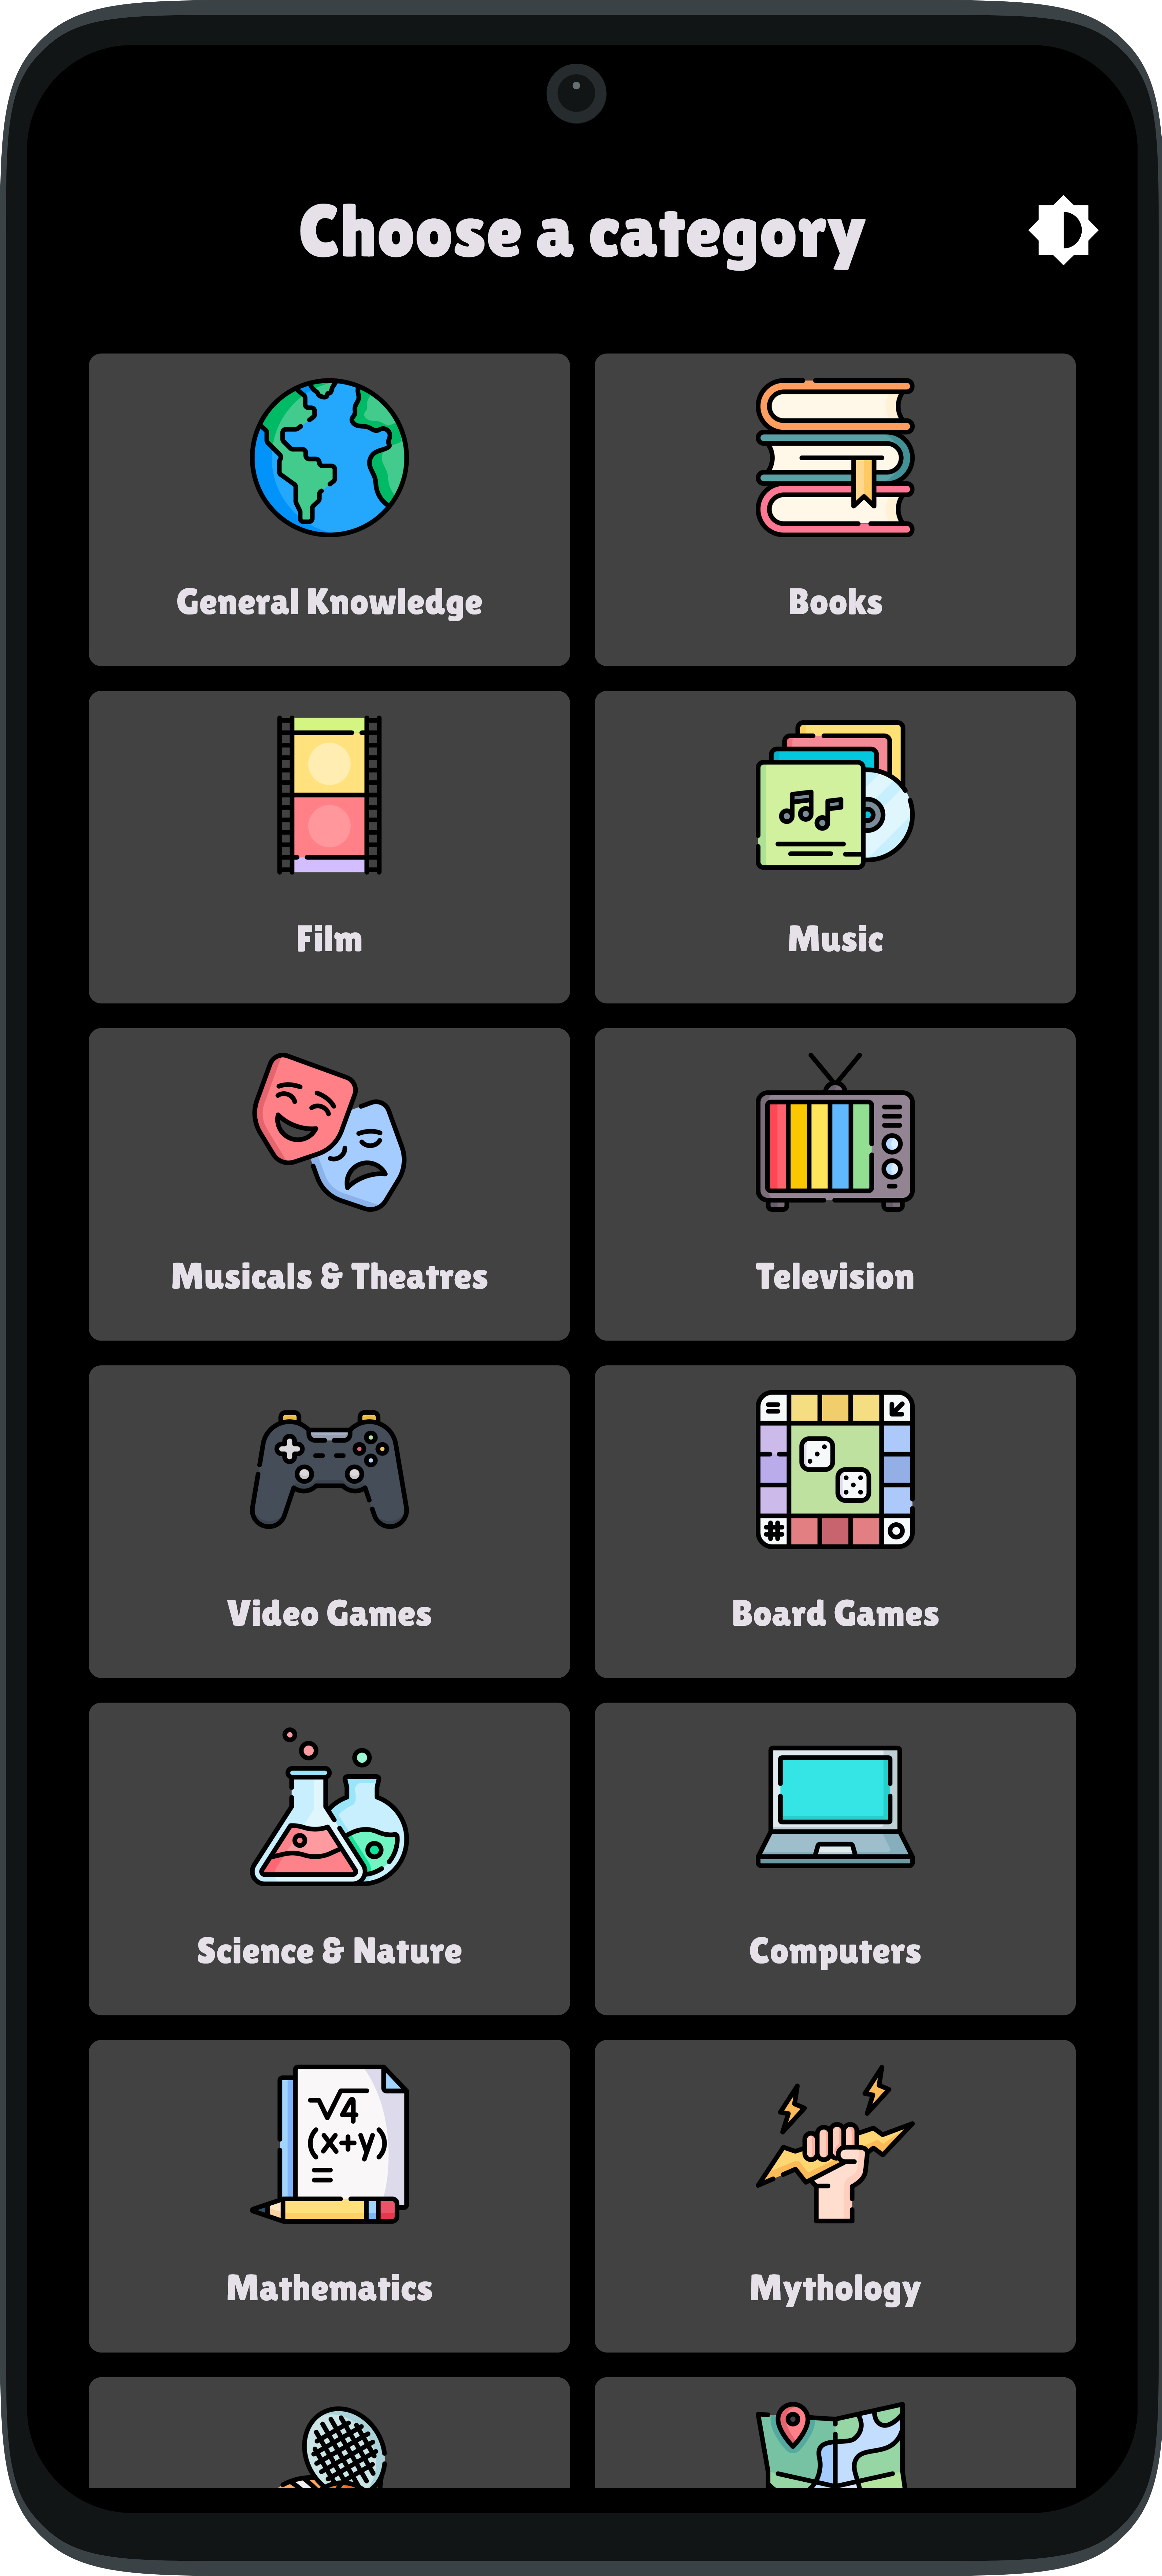 Choose a category
General Knowledge
Books
Film
Music
Musicals & Theatres
Television
Video Games
Board Games
Science & Nature
Computers
√4
(x+y)
=
Mathematics
Mythology